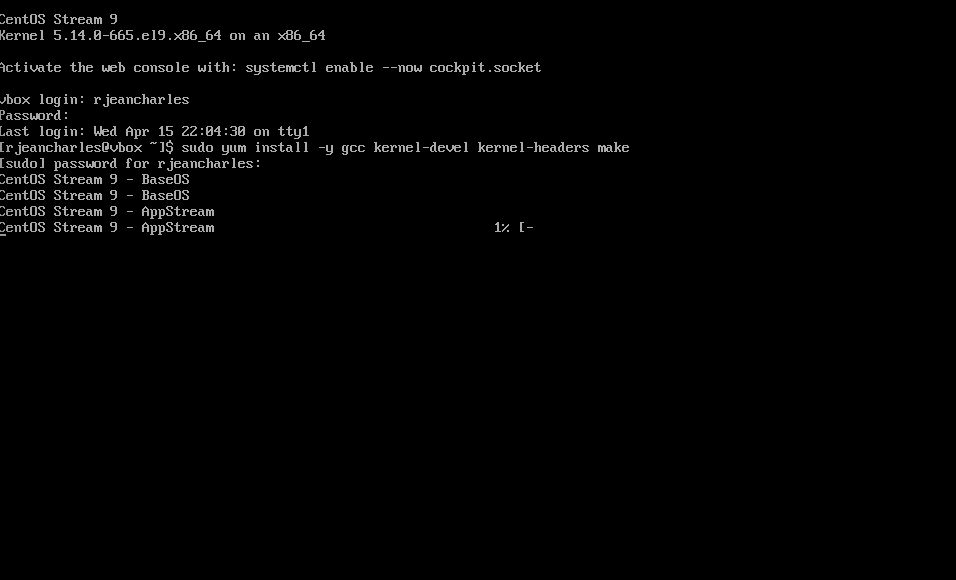 CentOS Stream 9
Kernel 5.14.0-665.el9.x86_64 on an x86_64
Activate the web console with: systemctl enable --now cockpit.socket
vbox login: rjeancharles
Password:
Last login: Wed Apr 15 22:04:30 on tty1
[rjeancharles@vbox ~]$ sudo yum install -y gcc kernel-devel kernel-headers make
[sudo] password for rjeancharles:
CentOS Stream 9 - BaseOS
CentOS Stream 9 - BaseOS
CentOS Stream 9 - AppStream
CentOS Stream 9 - AppStream 1% [-